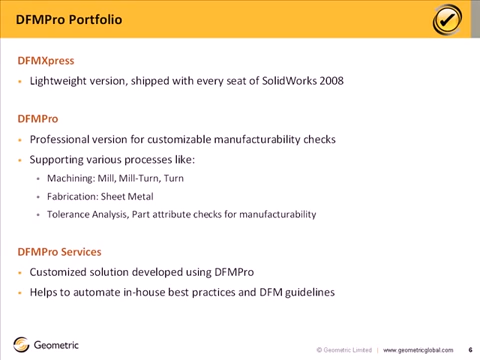 DFMPro Portfolio
DFMXpress
• Lightweight version, shipped with every seat of SolidWorks 2008
DFMPro
• Professional version for customizable manufacturability checks
• Supporting various processes like:
• Machining: Mill, Mill-Turn, Turn
• Fabrication: Sheet Metal
• Tolerance Analysis, Part attribute checks for manufacturability
DFMPro Services
• Customized solution developed using DFMPro
• Helps to automate in-house best practices and DFM guidelines
Geometric
© Geometric Limited | www.geometricglobal.com 6